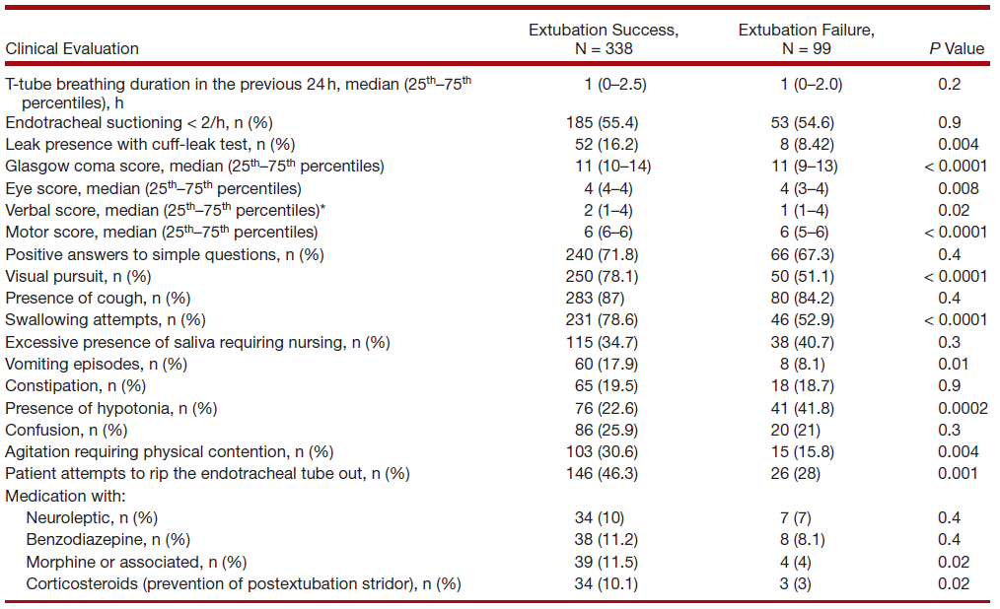 Clinical Evaluation Extubation Success, N = 338 Extubation Failure, N = 99 P Value
T-tube breathing duration in the previous 24 h, median (25th–75th percentiles), h 1 (0–2.5) 1 (0–2.0) 0.2
Endotracheal suctioning < 2/h, n (%) 185 (55.4) 53 (54.6) 0.9
Leak presence with cuff-leak test, n (%) 52 (16.2) 8 (8.42) 0.004
Glasgow coma score, median (25th–75th percentiles) 11 (10–14) 11 (9–13) < 0.0001
Eye score, median (25th–75th percentiles) 4 (4–4) 4 (3–4) 0.008
Verbal score, median (25th–75th percentiles)* 2 (1–4) 1 (1–4) 0.02
Motor score, median (25th–75th percentiles) 6 (6–6) 6 (5–6) < 0.0001
Positive answers to simple questions, n (%) 240 (71.8) 66 (67.3) 0.4
Visual pursuit, n (%) 250 (78.1) 50 (51.1) < 0.0001
Presence of cough, n (%) 283 (87) 80 (84.2) 0.4
Swallowing attempts, n (%) 231 (78.6) 46 (52.9) < 0.0001
Excessive presence of saliva requiring nursing, n (%) 115 (34.7) 38 (40.7) 0.3
Vomiting episodes, n (%) 60 (17.9) 8 (8.1) 0.01
Constipation, n (%) 65 (19.5) 18 (18.7) 0.9
Presence of hypotonia, n (%) 76 (22.6) 41 (41.8) 0.0002
Confusion, n (%) 86 (25.9) 20 (21) 0.3
Agitation requiring physical contention, n (%) 103 (30.6) 15 (15.8) 0.004
Patient attempts to rip the endotracheal tube out, n (%) 146 (46.3) 26 (28) 0.001
Medication with:
Neuroleptic, n (%) 34 (10) 7 (7) 0.4
Benzodiazepine, n (%) 38 (11.2) 8 (8.1) 0.4
Morphine or associated, n (%) 39 (11.5) 4 (4) 0.02
Corticosteroids (prevention of postextubation stridor), n (%) 34 (10.1) 3 (3) 0.02